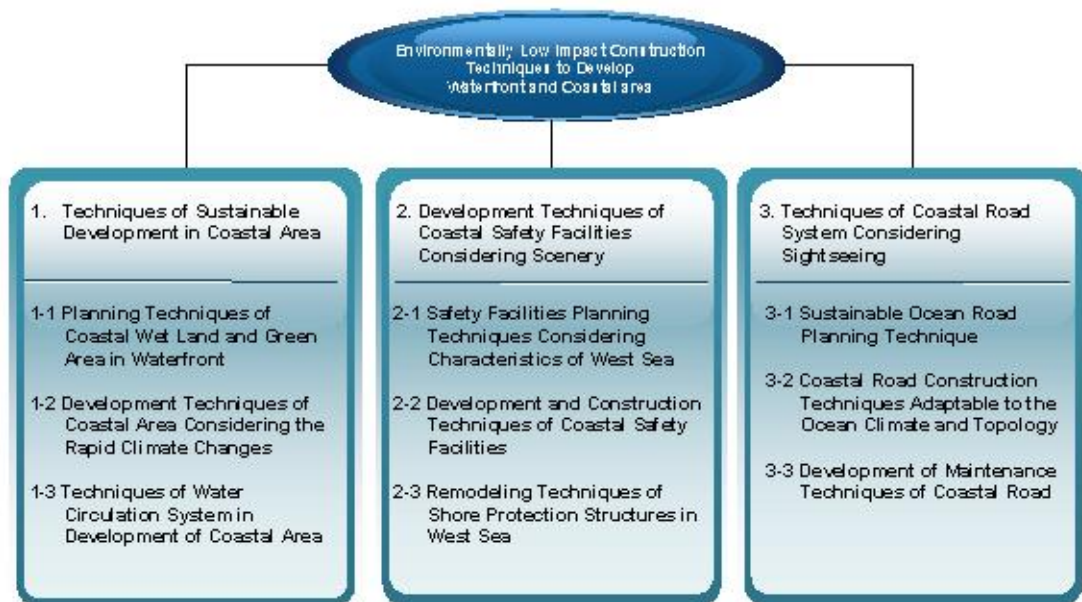 Environmentally Low Impact Construction
Techniques to Develop
Waterfront and Coastal area
1. Techniques of Sustainable
Development in Coastal Area
1-1 Planning Techniques of
Coastal Wet Land and Green
Area in Waterfront
1-2 Development Techniques of
Coastal Area Considering the
Rapid Climate Changes
1-3 Techniques of Water
Circulation System in
Development of Coastal Area
2. Development Techniques of
Coastal Safety Facilities
Considering Scenery
2-1 Safety Facilities Planning
Techniques Considering
Characteristics of West Sea
2-2 Development and Construction
Techniques of Coastal Safety
Facilities
2-3 Remodeling Techniques of
Shore Protection Structures in
West Sea
3. Techniques of Coastal Road
System Considering
Sightseeing
3-1 Sustainable Ocean Road
Planning Technique
3-2 Coastal Road Construction
Techniques Adaptable to the
Ocean Climate and Topology
3-3 Development of Maintenance
Techniques of Coastal Road